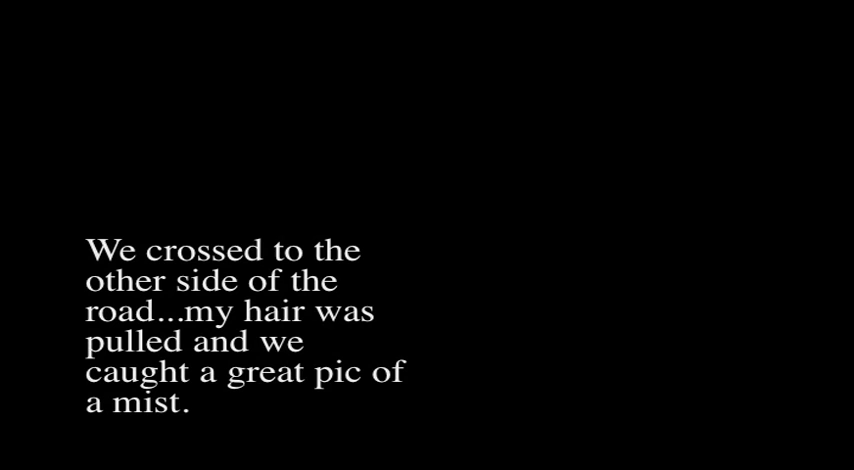 We crossed to the
other side of the
road...my hair was
pulled and we
caught a great pic of
a mist.